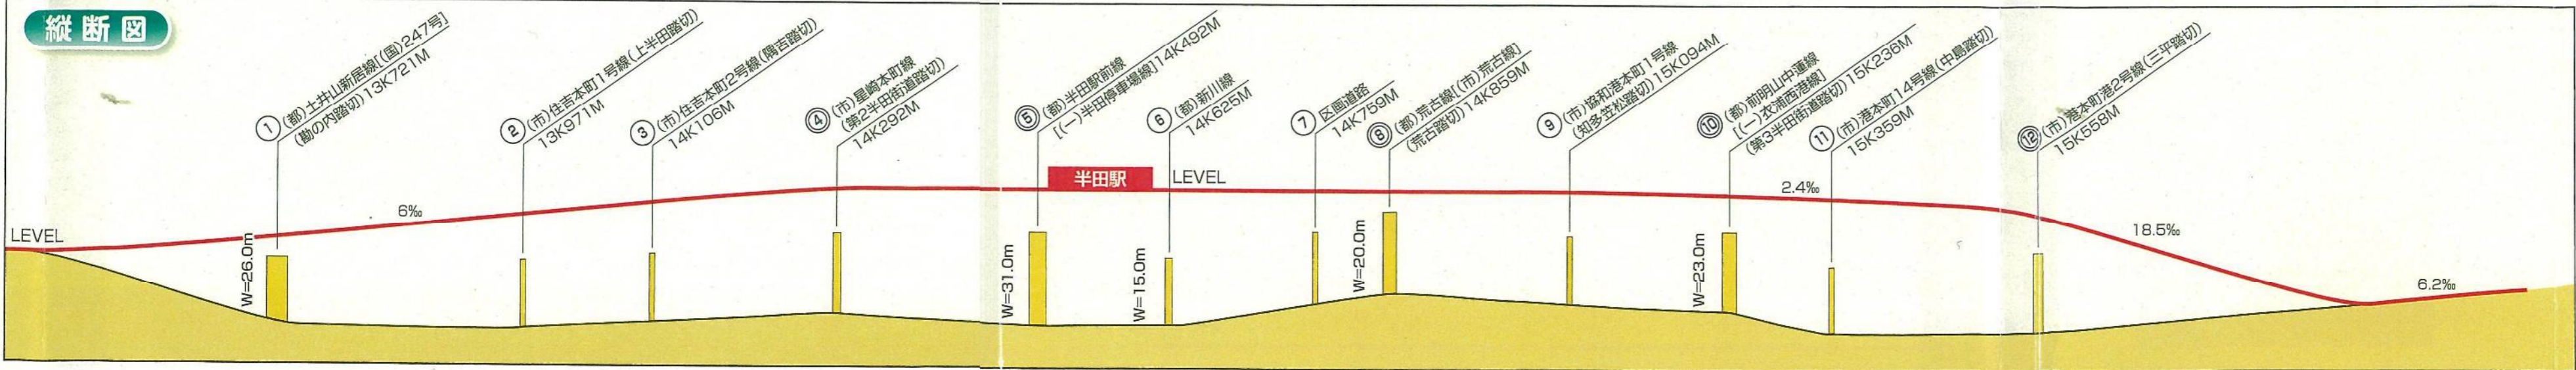 縦断図
① (都)土井山新居線[(国)247号]
(勘の内踏切)13K721M
② (市)住吉本町1号線(上半田踏切)
13K971M
③ (市)住吉本町2号線(隅古踏切)
14K106M
④ (市)星崎本町線
(第2半田街道踏切)
14K292M
⑤ (都)半田駅前線
[(一)半田停車場線]14K492M
⑥ (都)新川線
14K625M
⑦ 区画道路
14K759M
⑧ (都)荒古線[(市)荒古線]
(荒古踏切)14K859M
⑨ (市)協和港本町1号線
(知多笠松踏切)15K094M
⑩ (都)前明山中蓮線
[(一)衣浦西港線]
(第3半田街道踏切)15K236M
⑪ (市)港本町14号線(中島踏切)
15K359M
⑫ (市)港本町港2号線(三平踏切)
15K558M
半田駅
LEVEL
2.4‰
6‰
LEVEL
18.5‰
6.2‰
W=26.0m
W=31.0m
W=15.0m
W=20.0m
W=23.0m